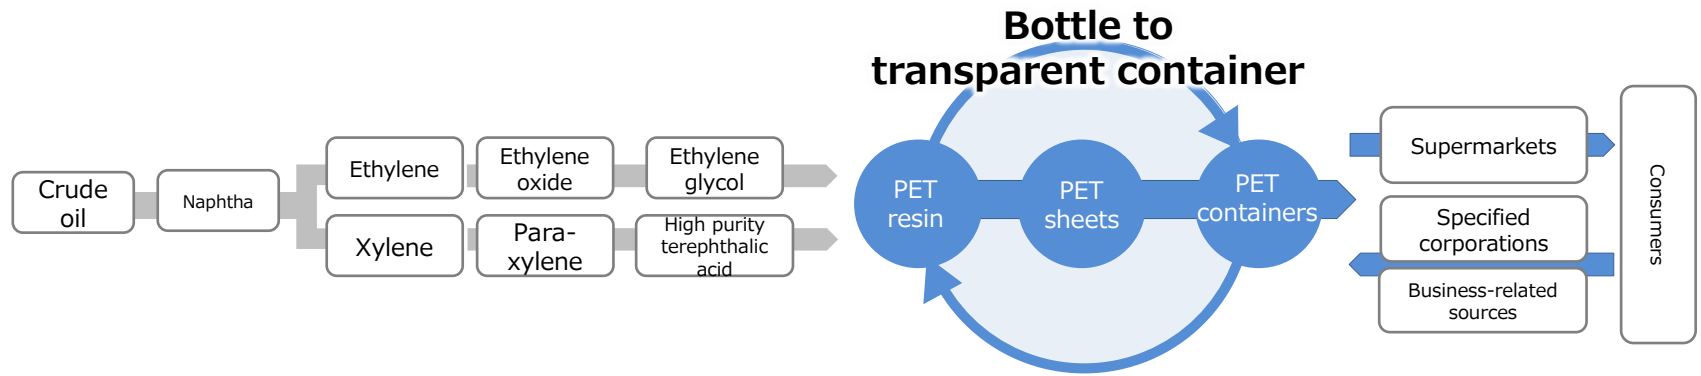 Bottle to
transparent container
Crude
oil
Naphtha
Ethylene
Ethylene
oxide
Ethylene
glycol
Xylene
Para-
xylene
High purity
terephthalic
acid
PET
resin
PET
sheets
PET
containers
Supermarkets
Specified
corporations
Business-related
sources
Consumers